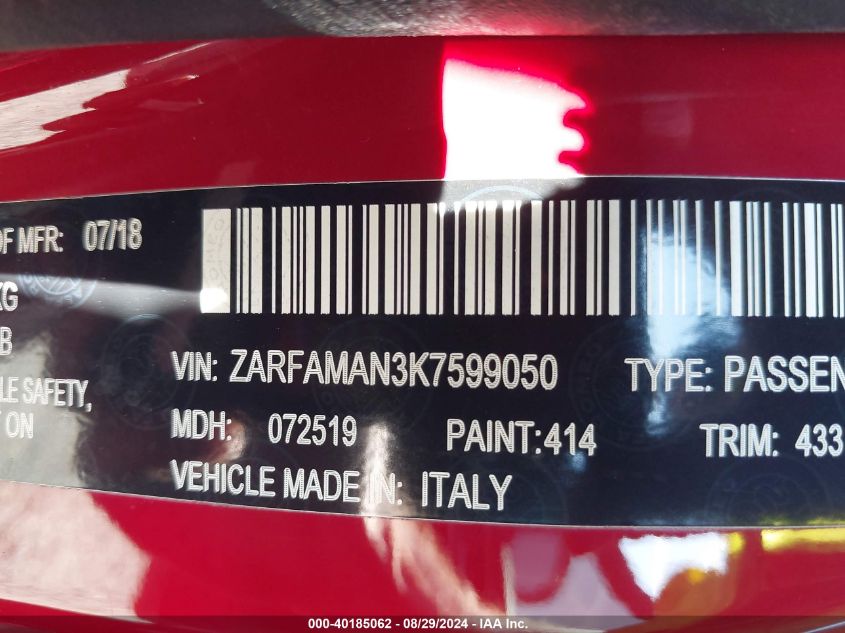 OF MFR: 07/18
KG
B
LE SAFETY,
T ON
VIN: ZARFAMAN3K7599050 TYPE: PASSEN
MDH: 072519 PAINT:414 TRIM: 433
VEHICLE MADE IN: ITALY
000-40185062 - 08/29/2024 - IAA Inc.